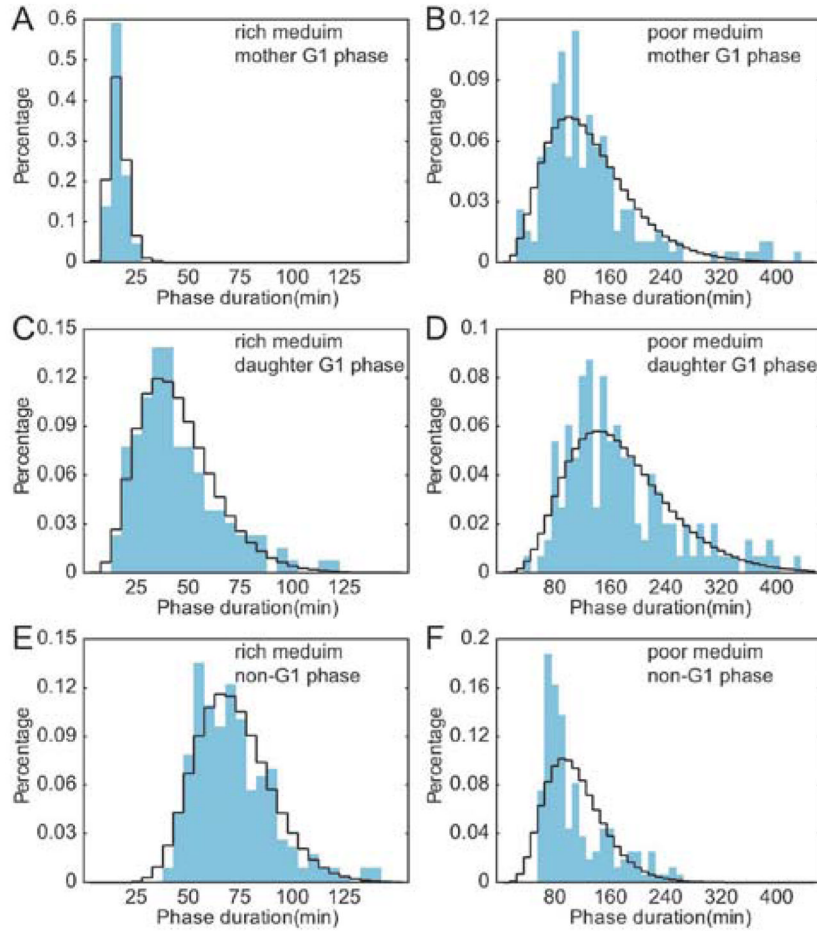 A
rich meduim
mother G1 phase
0.6
0.5
0.4
0.3
0.2
0.1
0
Percentage
25 50 75 100 125
Phase duration(min)
B
poor meduim
mother G1 phase
0.12
0.09
0.06
0.03
0
Percentage
80 160 240 320 400
Phase duration(min)
C
rich meduim
daughter G1 phase
0.15
0.12
0.09
0.06
0.03
0
Percentage
25 50 75 100 125
Phase duration(min)
D
poor meduim
daughter G1 phase
0.1
0.08
0.06
0.04
0.02
0
Percentage
80 160 240 320 400
Phase duration(min)
E
rich meduim
non-G1 phase
0.15
0.12
0.09
0.06
0.03
0
Percentage
25 50 75 100 125
Phase duration(min)
F
poor meduim
non-G1 phase
0.2
0.16
0.12
0.08
0.04
0
Percentage
80 160 240 320 400
Phase duration(min)